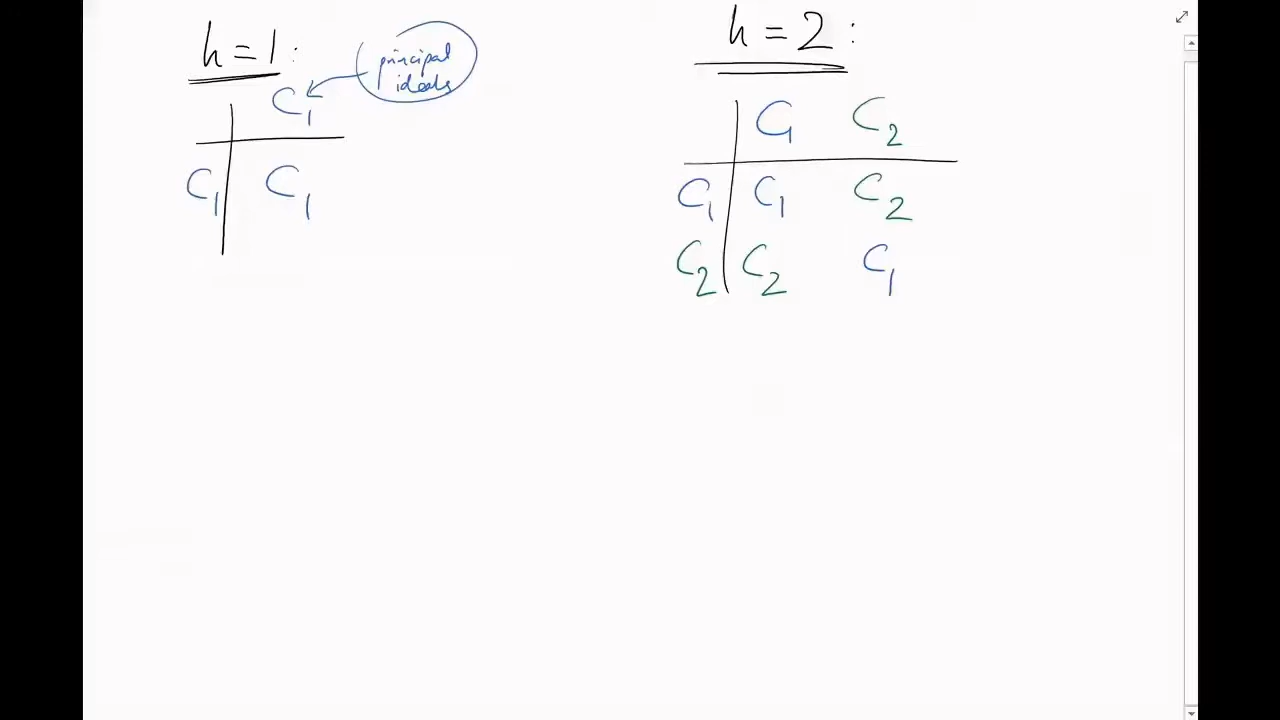 h = 1 :
principal
ideals
C₁
C₁ C₁
h = 2 :
C₁ C₂
C₁ C₁ C₂
C₂ C₂ C₁